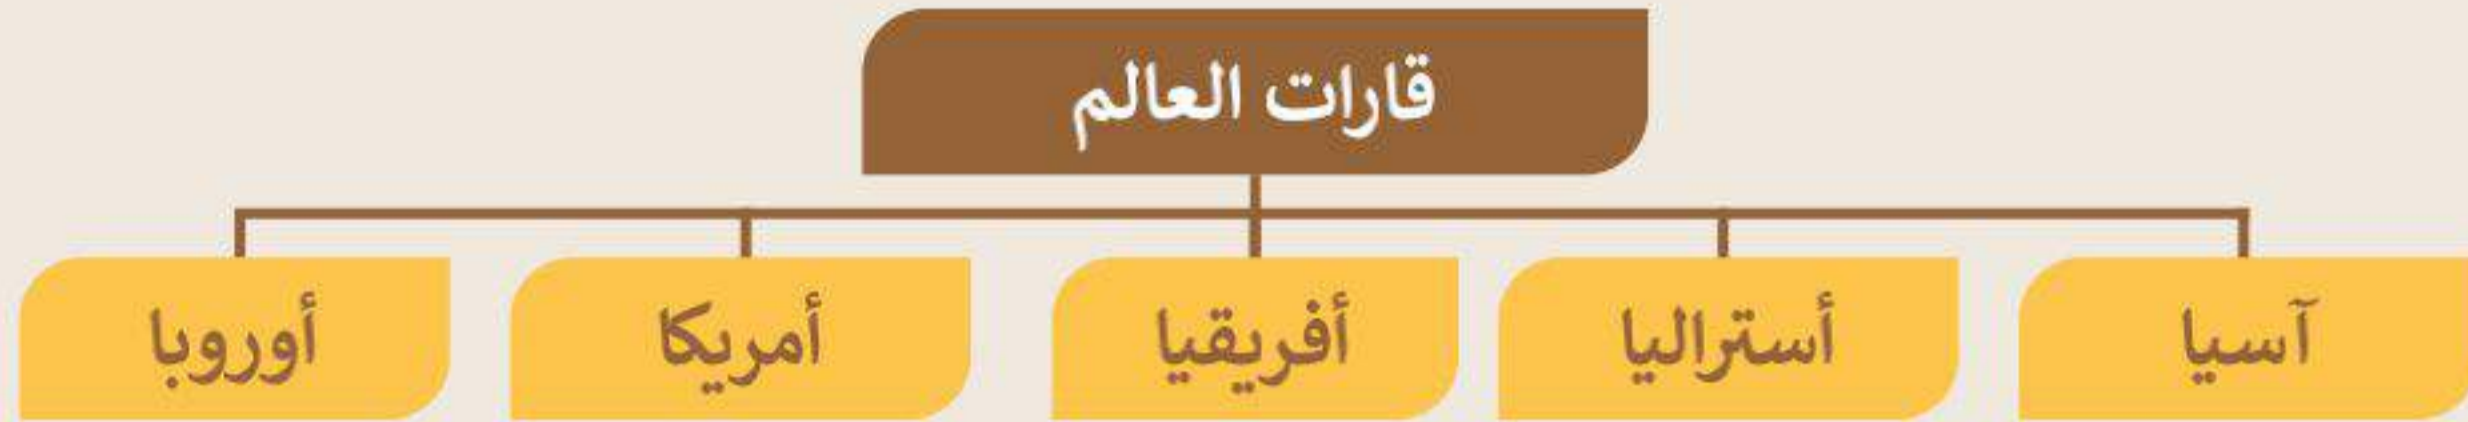 قارات العالم
آسيا
أستراليا
أفريقيا
أمريكا
أوروبا